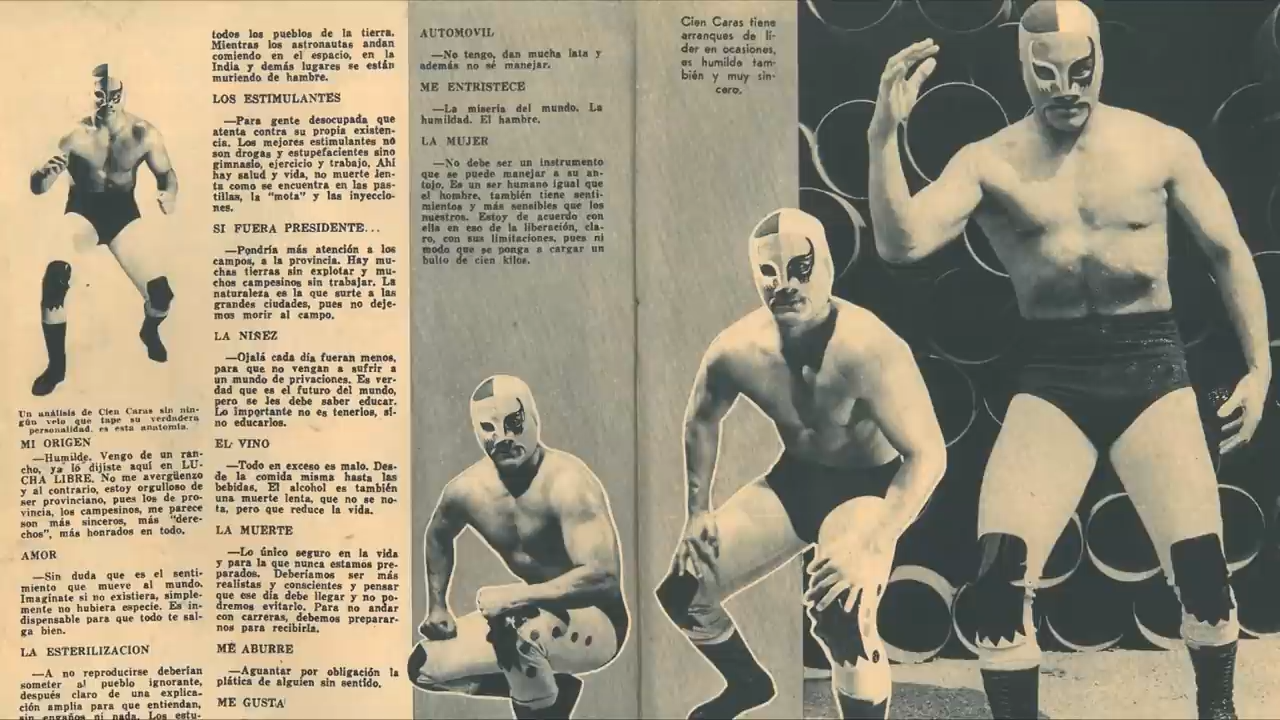 Un análisis de Cien Caras sin nin-
gún velo que tape su verdadera
personalidad, es esta anatomía.
MI ORIGEN
—Humilde. Vengo de un ran-
cho, ya lo dijiste aquí en LU-
CHA LIBRE. No me avergüenzo
y al contrario, estoy orgulloso de
ser provinciano, pues los de pro-
vincia, los campesinos, me parece
son más sinceros, más "dere-
chos", más honrados en todo.
AMOR
—Sin duda que es el senti-
miento que mueve al mundo.
Imagínate si no existiera, simple-
mente no hubiera especie. Es in-
dispensable para que todo te sal-
ga bien.
LA ESTERILIZACION
—A no reproducirse deberían
someter al pueblo ignorante,
después claro de una explica-
ción amplia para que entiendan,
sin engaños ni nada. Los estu-
todos los pueblos de la tierra.
Mientras los astronautas andan
comiendo en el espacio, en la
India y demás lugares se están
muriendo de hambre.
LOS ESTIMULANTES
—Para gente desocupada que
atenta contra su propia existen-
cia. Los mejores estimulantes no
son drogas y estupefacientes sino
gimnasio, ejercicio y trabajo. Ahí
hay salud y vida, no muerte len-
ta como se encuentra en las pas-
tillas, la "mota" y las inyeccio-
nes.
SI FUERA PRESIDENTE...
—Pondría más atención a los
campos, a la provincia. Hay mu-
chas tierras sin explotar y mu-
chos campesinos sin trabajar. La
naturaleza es la que surte a las
grandes ciudades, pues no deje-
mos morir al campo.
LA NIÑEZ
—Ojalá cada día fueran menos,
para que no vengan a sufrir a
un mundo de privaciones. Es ver-
dad que es el futuro del mundo,
pero se les debe saber educar.
Lo importante no es tenerlos, si-
no educarlos.
EL VINO
—Todo en exceso es malo. Des-
de la comida misma hasta las
bebidas. El alcohol es también
una muerte lenta, que no se no-
ta, pero que reduce la vida.
LA MUERTE
—Lo único seguro en la vida
y para la que nunca estamos pre-
parados. Deberíamos ser más
realistas y conscientes y pensar
que ese día debe llegar y no po-
dremos evitarlo. Para no andar
con carreras, debemos preparar-
nos para recibirla.
ME ABURRE
—Aguantar por obligación la
plática de alguien sin sentido.
ME GUSTA
AUTOMOVIL
—No tengo, dan mucha lata y
además no sé manejar.
ME ENTRISTECE
—La miseria del mundo. La
humildad. El hambre.
LA MUJER
—No debe ser un instrumento
que se puede manejar a su an-
tojo. Es un ser humano igual que
el hombre, también tiene senti-
mientos y más sensibles que los
nuestros. Estoy de acuerdo con
ella en eso de la liberación, cla-
ro, con sus limitaciones, pues ni
modo que se ponga a cargar un
bulto de cien kilos.
Cien Caras tiene
arranques de lí-
der en ocasiones,
es humilde tam-
bién y muy sin-
cero.